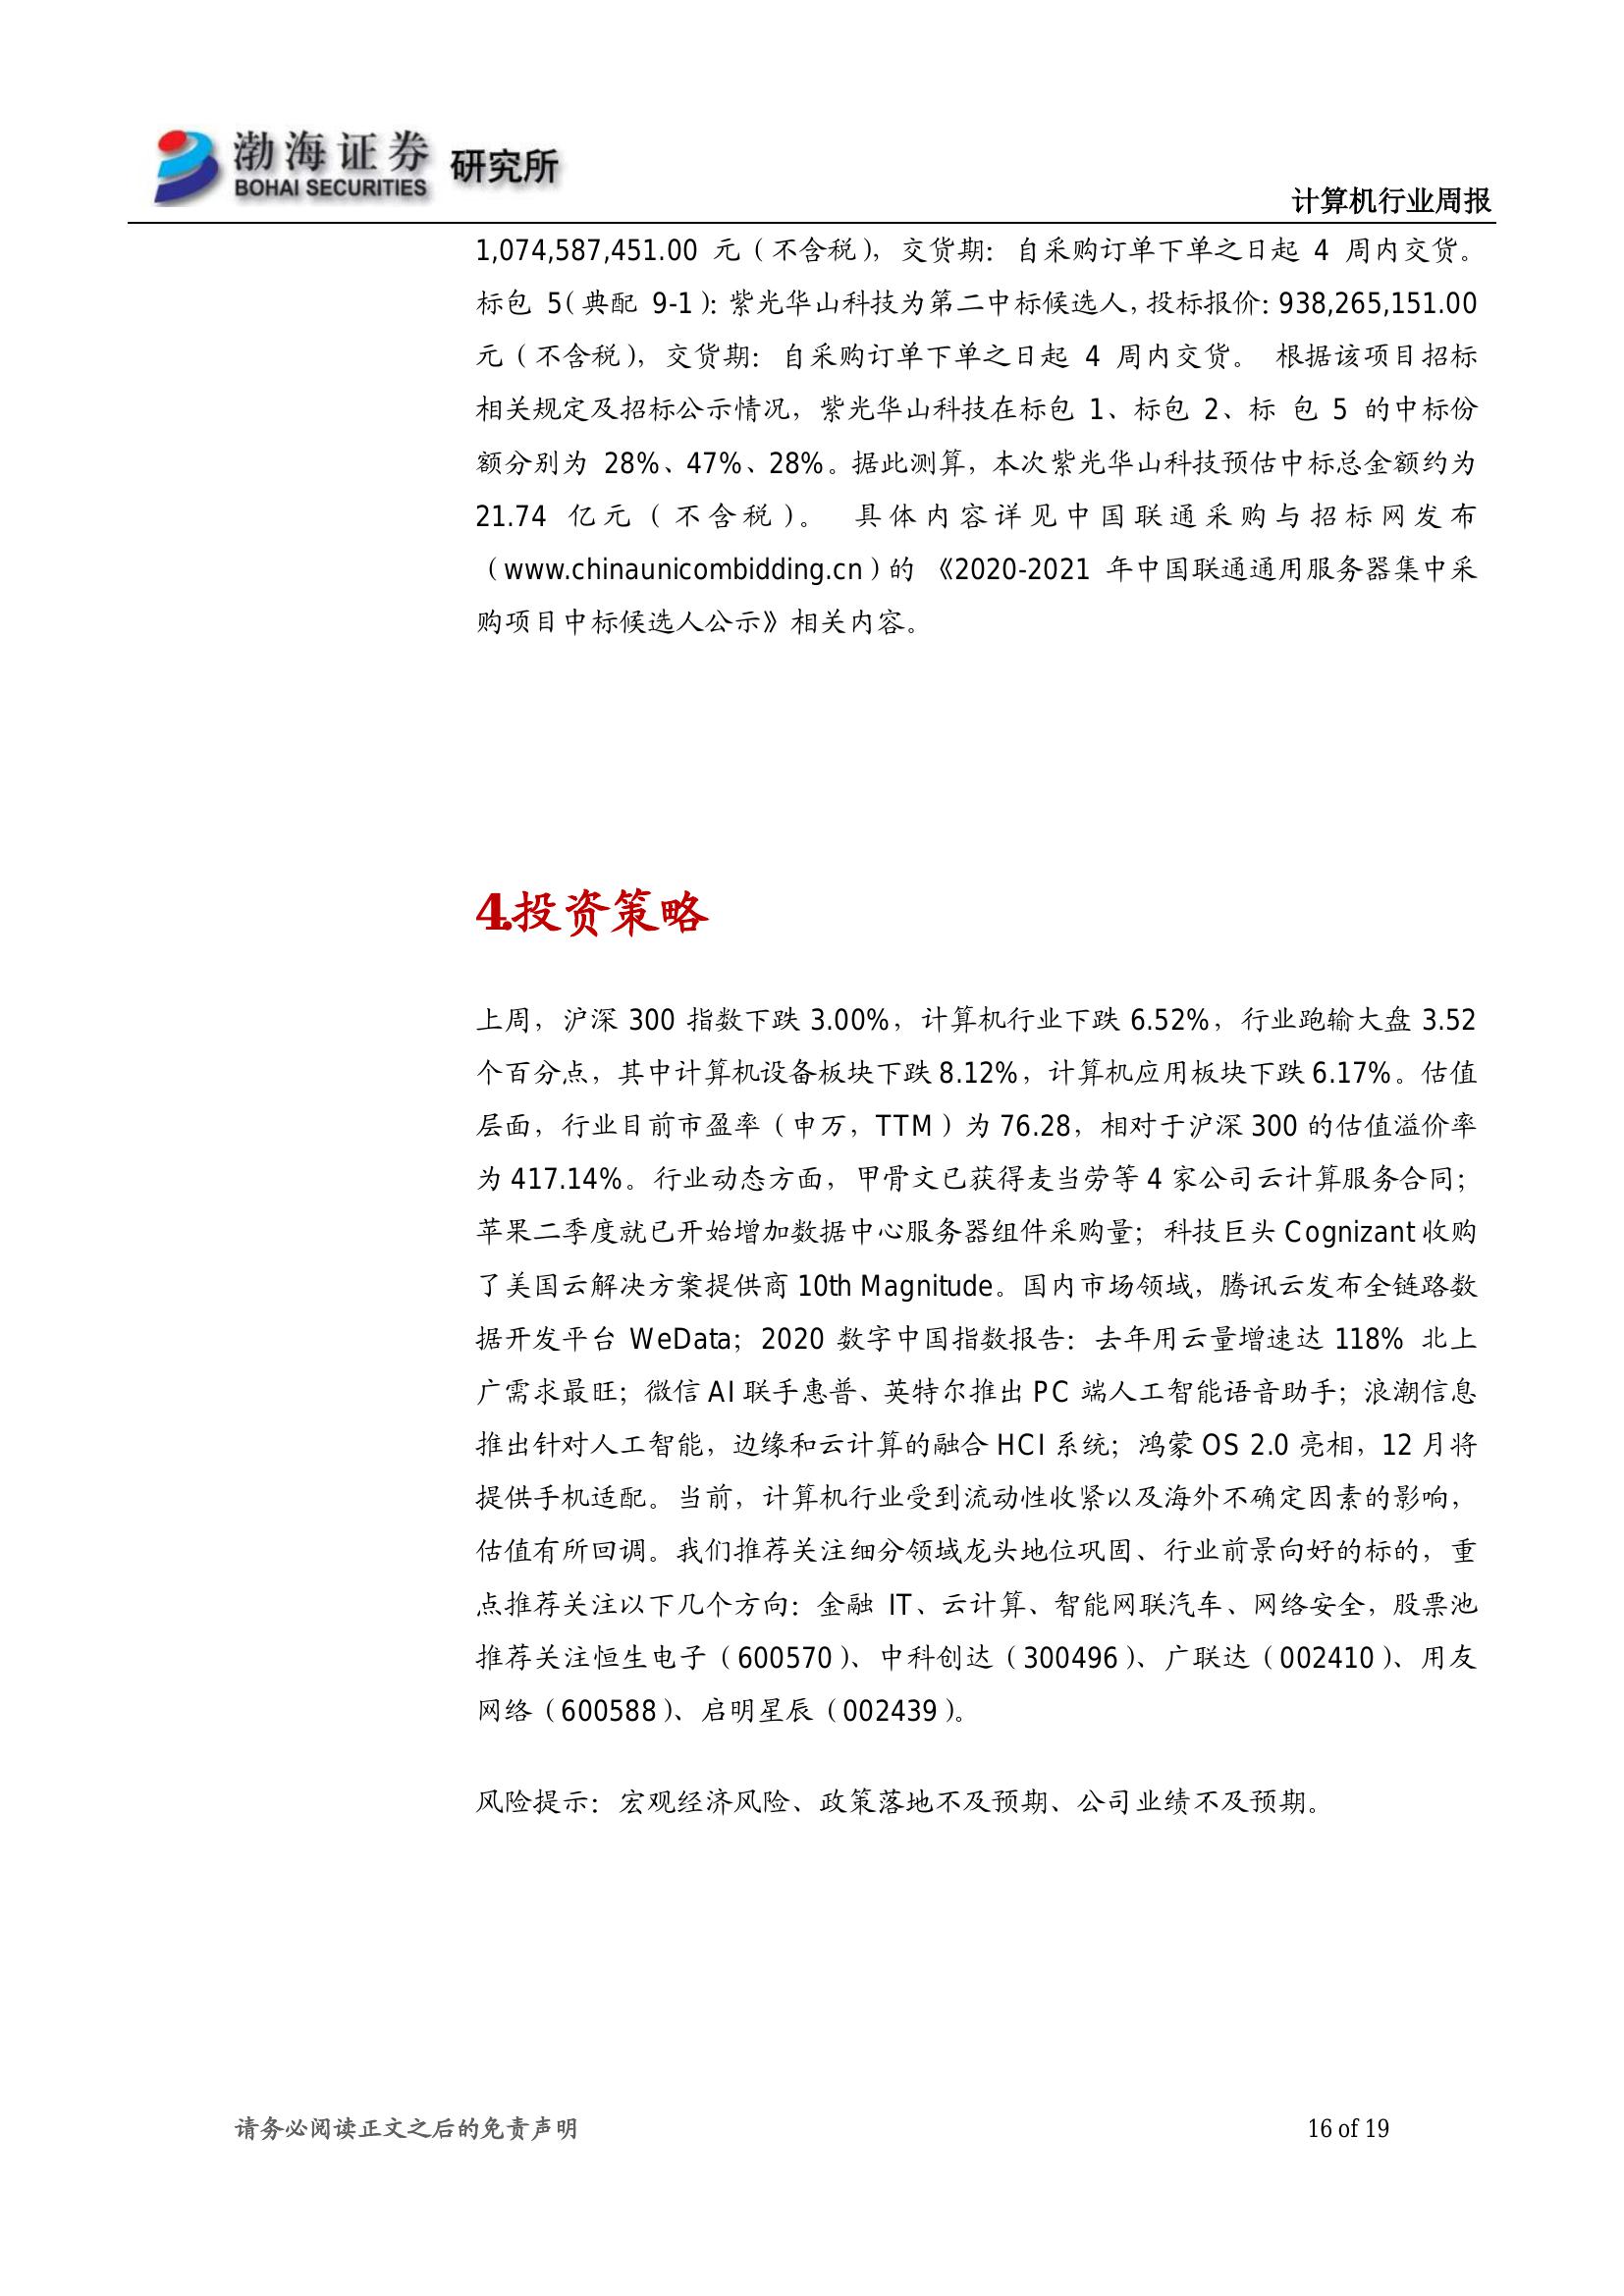 渤海证券 研究所
BOHAI SECURITIES
计算机行业周报
1,074,587,451.00 元（不含税），交货期：自采购订单下单之日起 4 周内交货。
标包 5（典配 9-1）：紫光华山科技为第二中标候选人，投标报价：938,265,151.00
元（不含税），交货期：自采购订单下单之日起 4 周内交货。 根据该项目招标
相关规定及招标公示情况，紫光华山科技在标包 1、标包 2、标 包 5 的中标份
额分别为 28%、47%、28%。据此测算，本次紫光华山科技预估中标总金额约为
21.74 亿元（不含税）。 具体内容详见中国联通采购与招标网发布
（www.chinaunicombidding.cn）的 《2020-2021 年中国联通通用服务器集中采
购项目中标候选人公示》相关内容。
4.投资策略
上周，沪深 300 指数下跌 3.00%，计算机行业下跌 6.52%，行业跑输大盘 3.52
个百分点，其中计算机设备板块下跌 8.12%，计算机应用板块下跌 6.17%。估值
层面，行业目前市盈率（申万，TTM）为 76.28，相对于沪深 300 的估值溢价率
为 417.14%。行业动态方面，甲骨文已获得麦当劳等 4 家公司云计算服务合同；
苹果二季度就已开始增加数据中心服务器组件采购量；科技巨头 Cognizant 收购
了美国云解决方案提供商 10th Magnitude。国内市场领域，腾讯云发布全链路数
据开发平台 WeData；2020 数字中国指数报告：去年用云量增速达 118% 北上
广需求最旺；微信 AI 联手惠普、英特尔推出 PC 端人工智能语音助手；浪潮信息
推出针对人工智能，边缘和云计算的融合 HCI 系统；鸿蒙 OS 2.0 亮相，12 月将
提供手机适配。当前，计算机行业受到流动性收紧以及海外不确定因素的影响，
估值有所回调。我们推荐关注细分领域龙头地位巩固、行业前景向好的标的，重
点推荐关注以下几个方向：金融 IT、云计算、智能网联汽车、网络安全，股票池
推荐关注恒生电子（600570）、中科创达（300496）、广联达（002410）、用友
网络（600588）、启明星辰（002439）。
风险提示：宏观经济风险、政策落地不及预期、公司业绩不及预期。
请务必阅读正文之后的免责声明
16 of 19